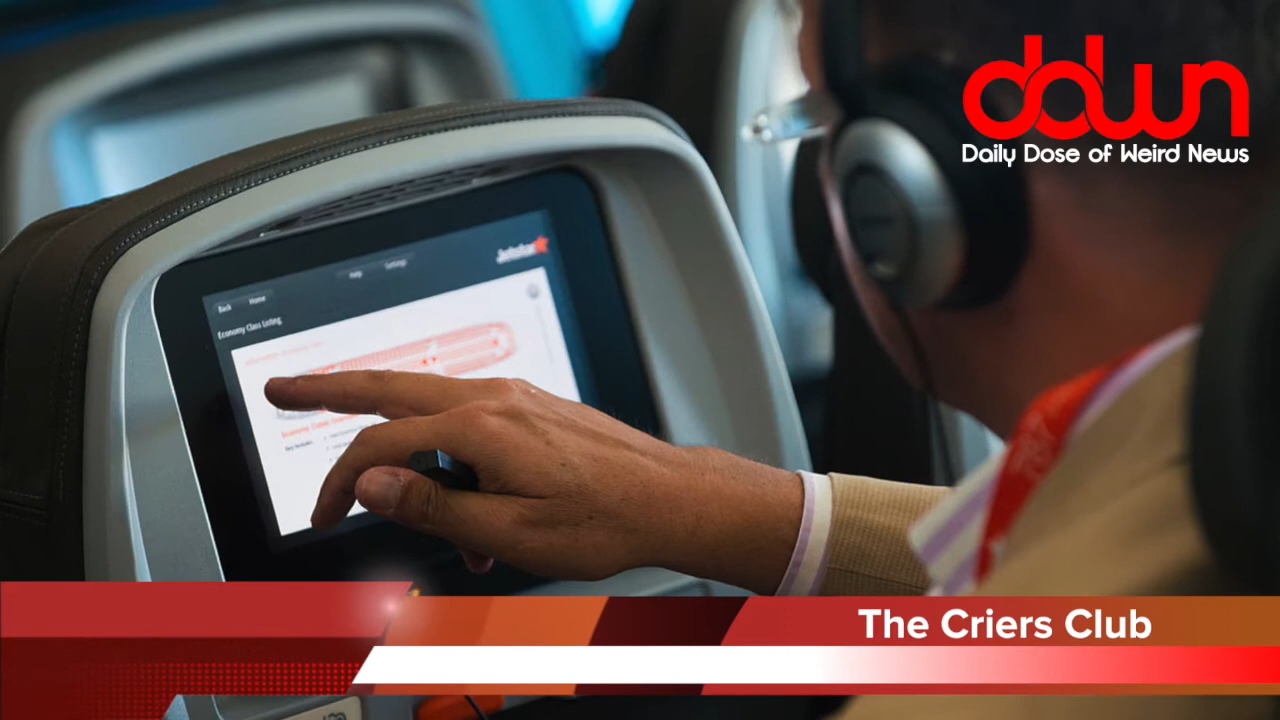 ddwn
Daily Dose of Weird News
Jetstar
Help Settings
Back Home
Economy Class Listing
The Criers Club